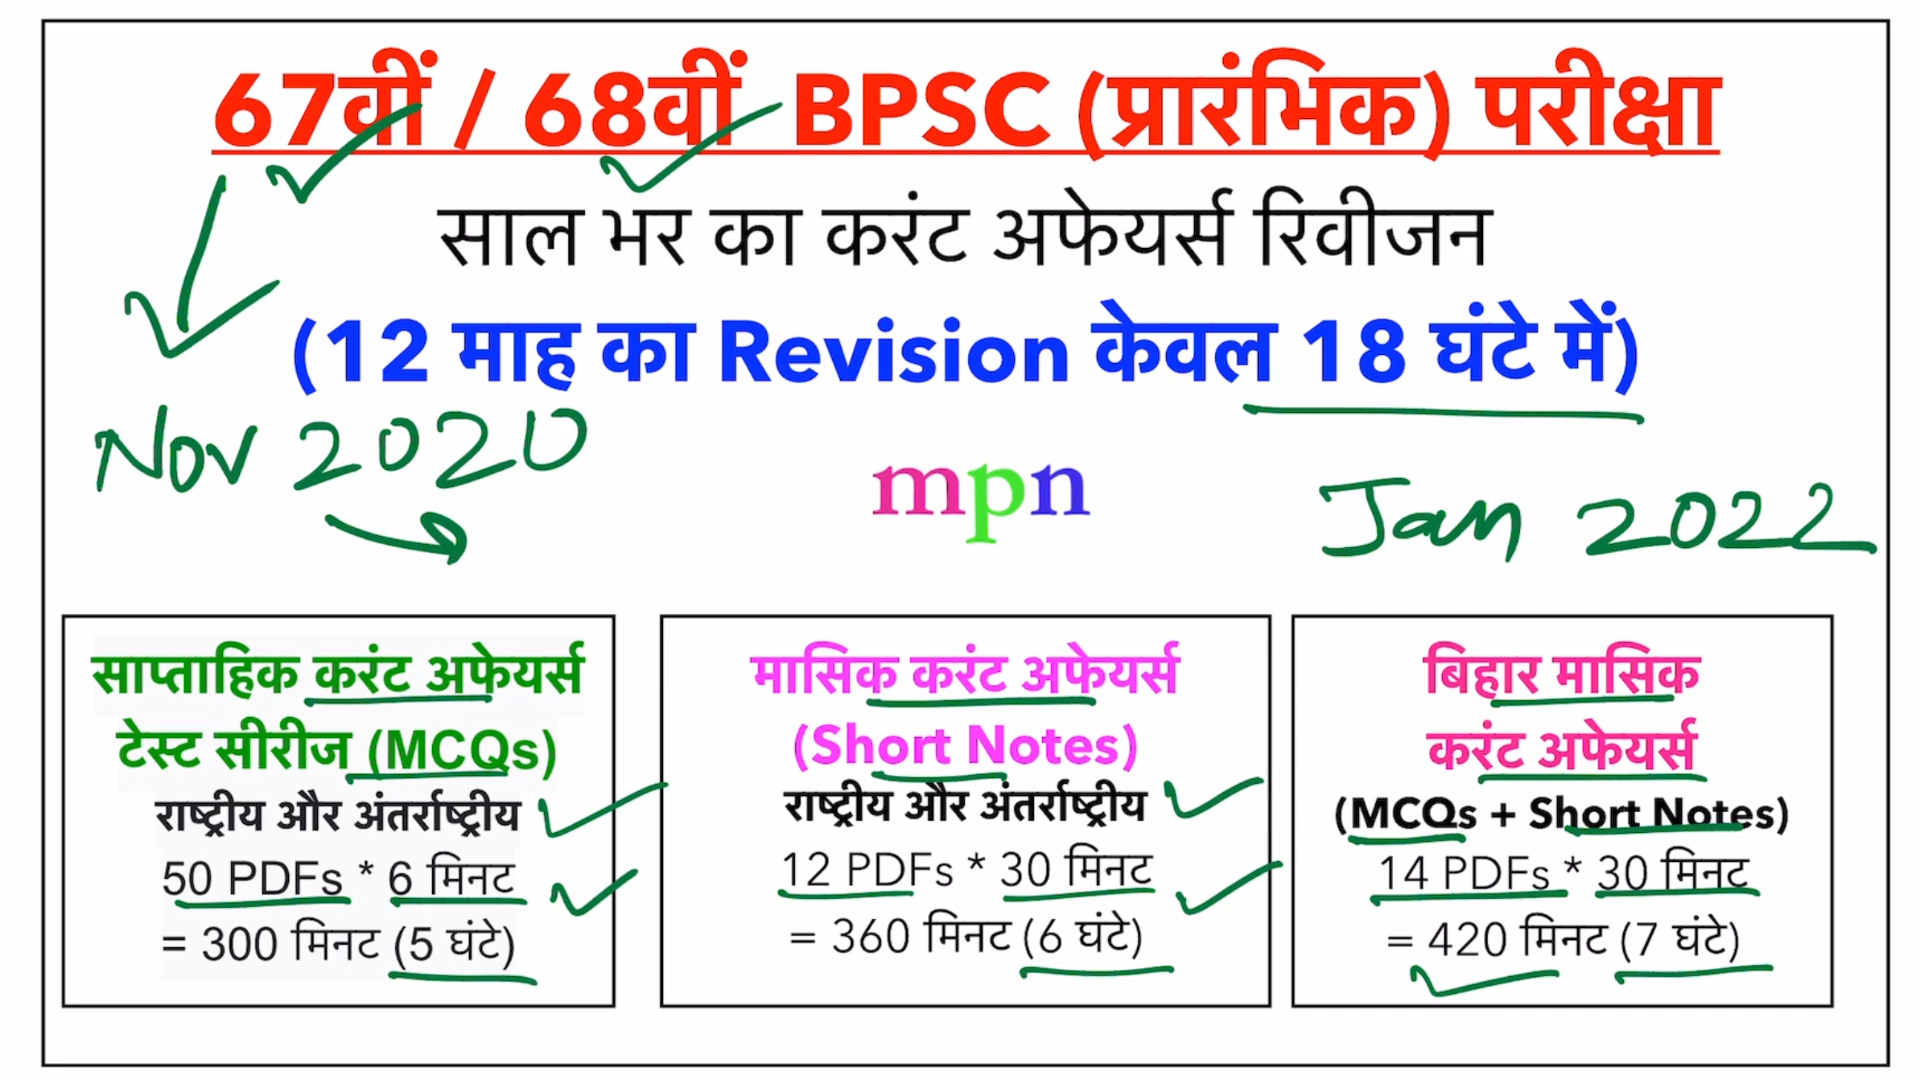 67वीं / 68वीं BPSC (प्रारंभिक) परीक्षा
साल भर का करंट अफेयर्स रिवीजन
(12 माह का Revision केवल 18 घंटे में)
Nov 2020
mpn
Jan 2022
साप्ताहिक करंट अफेयर्स
टेस्ट सीरीज (MCQs)
राष्ट्रीय और अंतर्राष्ट्रीय
50 PDFs * 6 मिनट
= 300 मिनट (5 घंटे)
मासिक करंट अफेयर्स
(Short Notes)
राष्ट्रीय और अंतर्राष्ट्रीय
12 PDFs * 30 मिनट
= 360 मिनट (6 घंटे)
बिहार मासिक
करंट अफेयर्स
(MCQs + Short Notes)
14 PDFs * 30 मिनट
= 420 मिनट (7 घंटे)